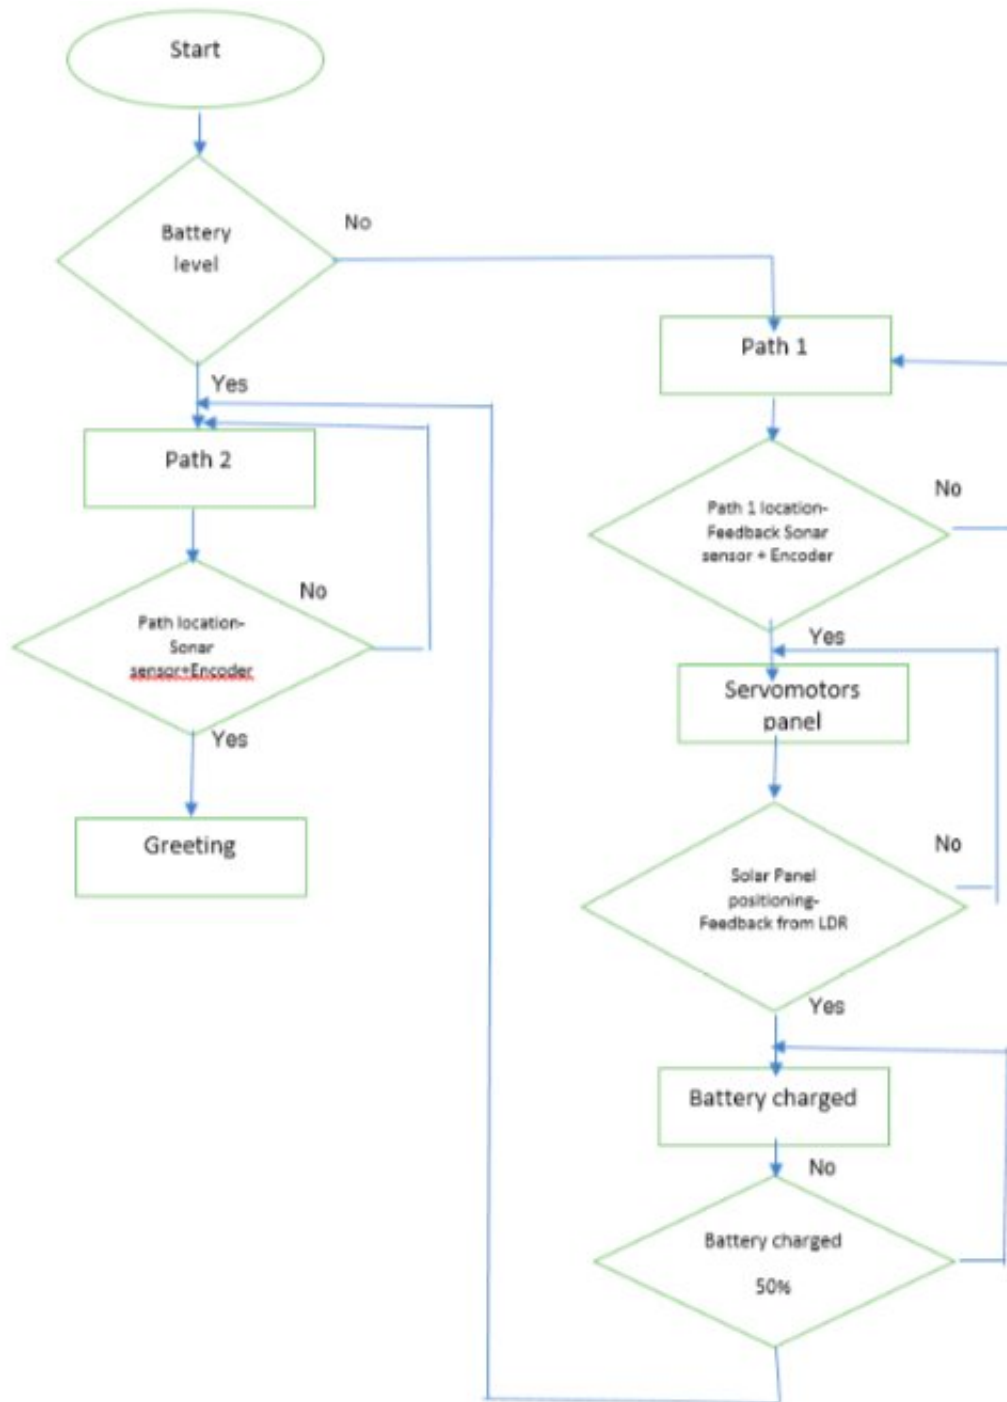 Start
Battery
level
No
Yes
Path 2
No
Path location-
Sonar
sensor+Encoder
Yes
Greeting
Path 1
Path 1 location-
Feedback Sonar
sensor + Encoder
No
Yes
Servomotors
panel
Solar Panel
positioning-
Feedback from LDR
No
Yes
Battery charged
No
Battery charged
50%